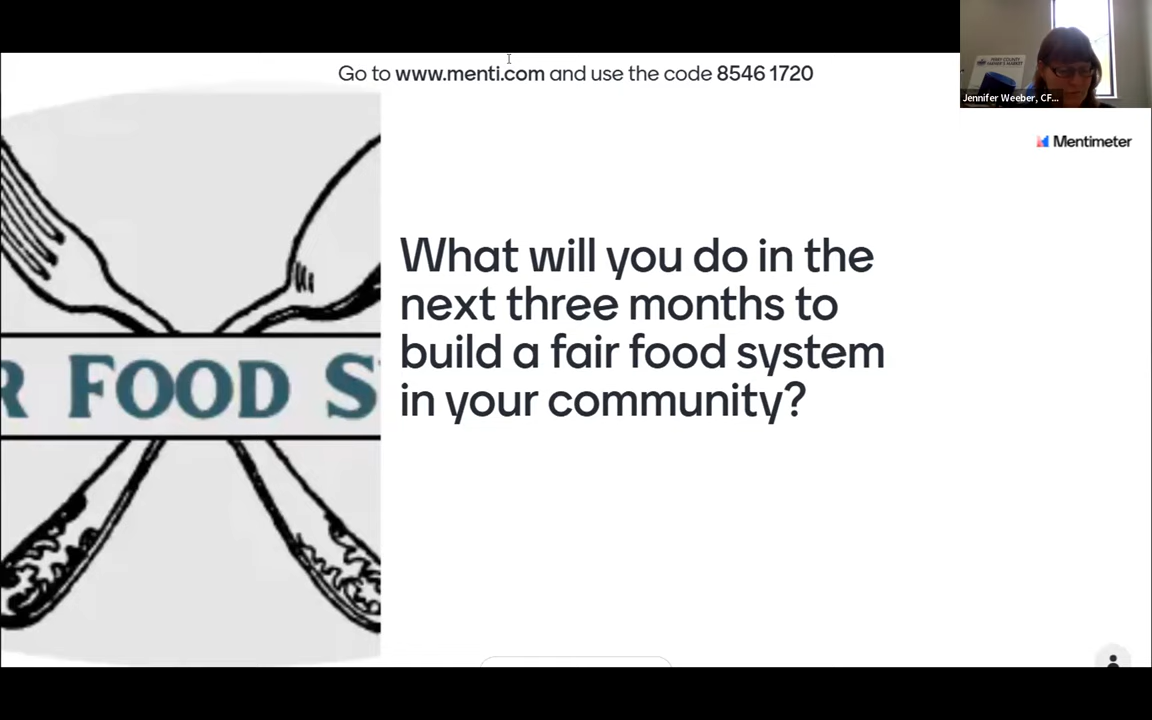 Go to www.menti.com and use the code 8546 1720
Jennifer Weeber, CF...
Mentimeter
What will you do in the
next three months to
build a fair food system
in your community?
R FOOD S